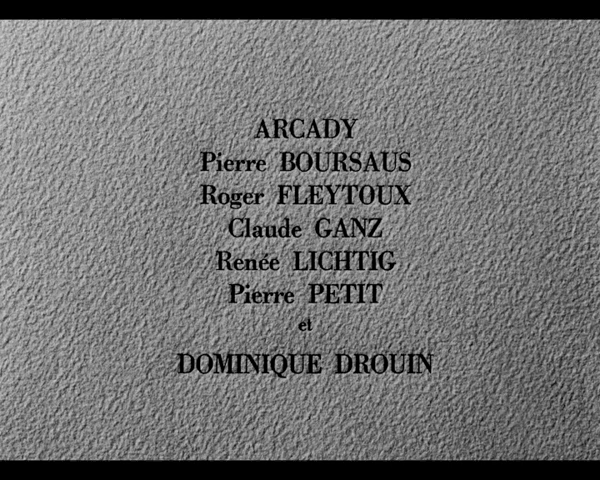 ARCADY
Pierre BOURSAUS
Roger FLEYTOUX
Claude GANZ
Renée LICHTIG
Pierre PETIT
et
DOMINIQUE DROUIN